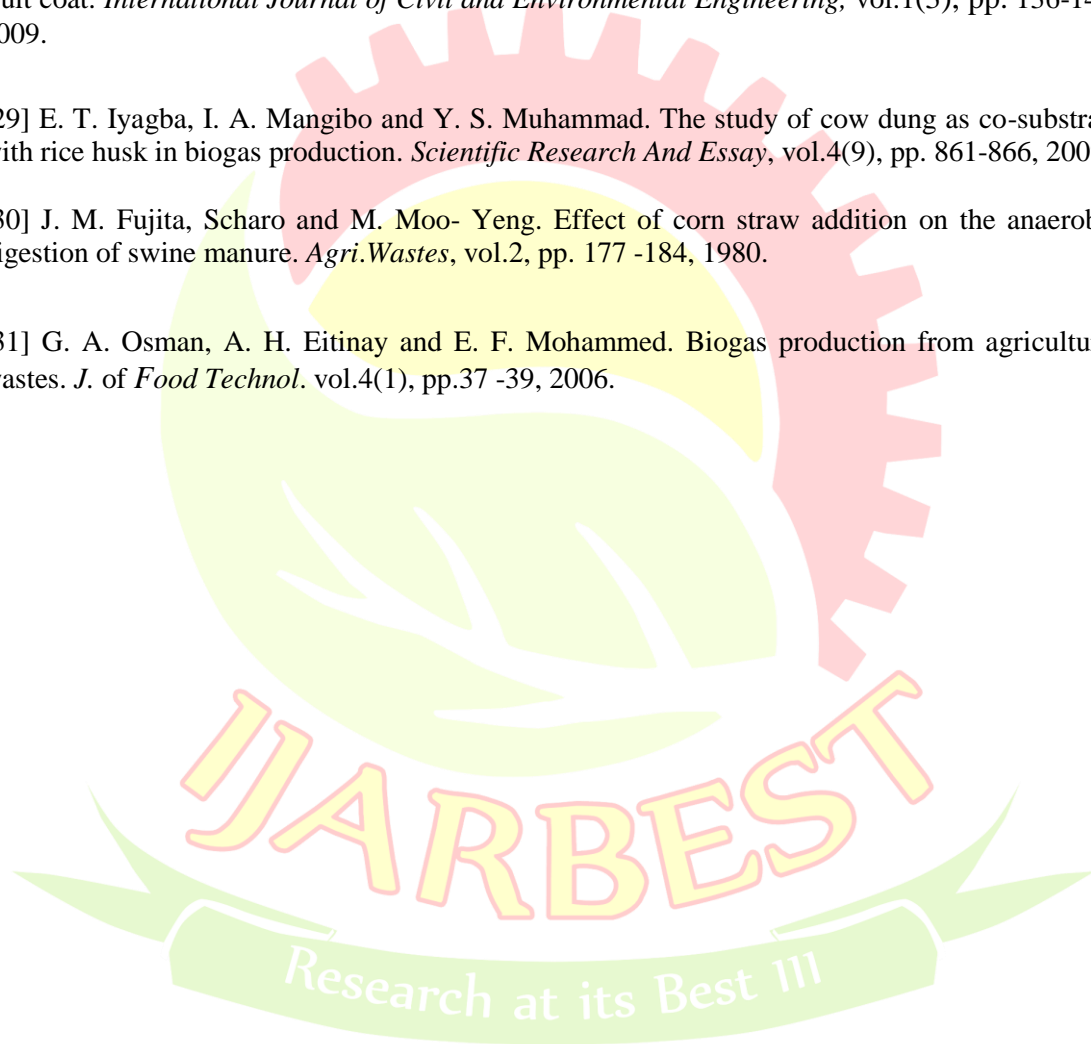 uit coat. International Journal of Civil and Environmental Engineering, vol.1(3), pp.
009.
29] E. T. Iyagba, I. A. Mangibo and Y. S. Muhammad. The study of cow dung as co-substra
with rice husk in biogas production. Scientific Research And Essay, vol.4(9), pp. 861-866, 200
30] J. M. Fujita, Scharo and M. Moo- Yeng. Effect of corn straw addition on the anaerob
igestion of swine manure. Agri.Wastes, vol.2, pp. 177 -184, 1980.
31] G. A. Osman, A. H. Eitinay and E. F. Mohammed. Biogas production from agricultu
astes. J. of Food Technol. vol.4(1), pp.37 -39, 2006.
IJARBEST
Research at its Best !!!